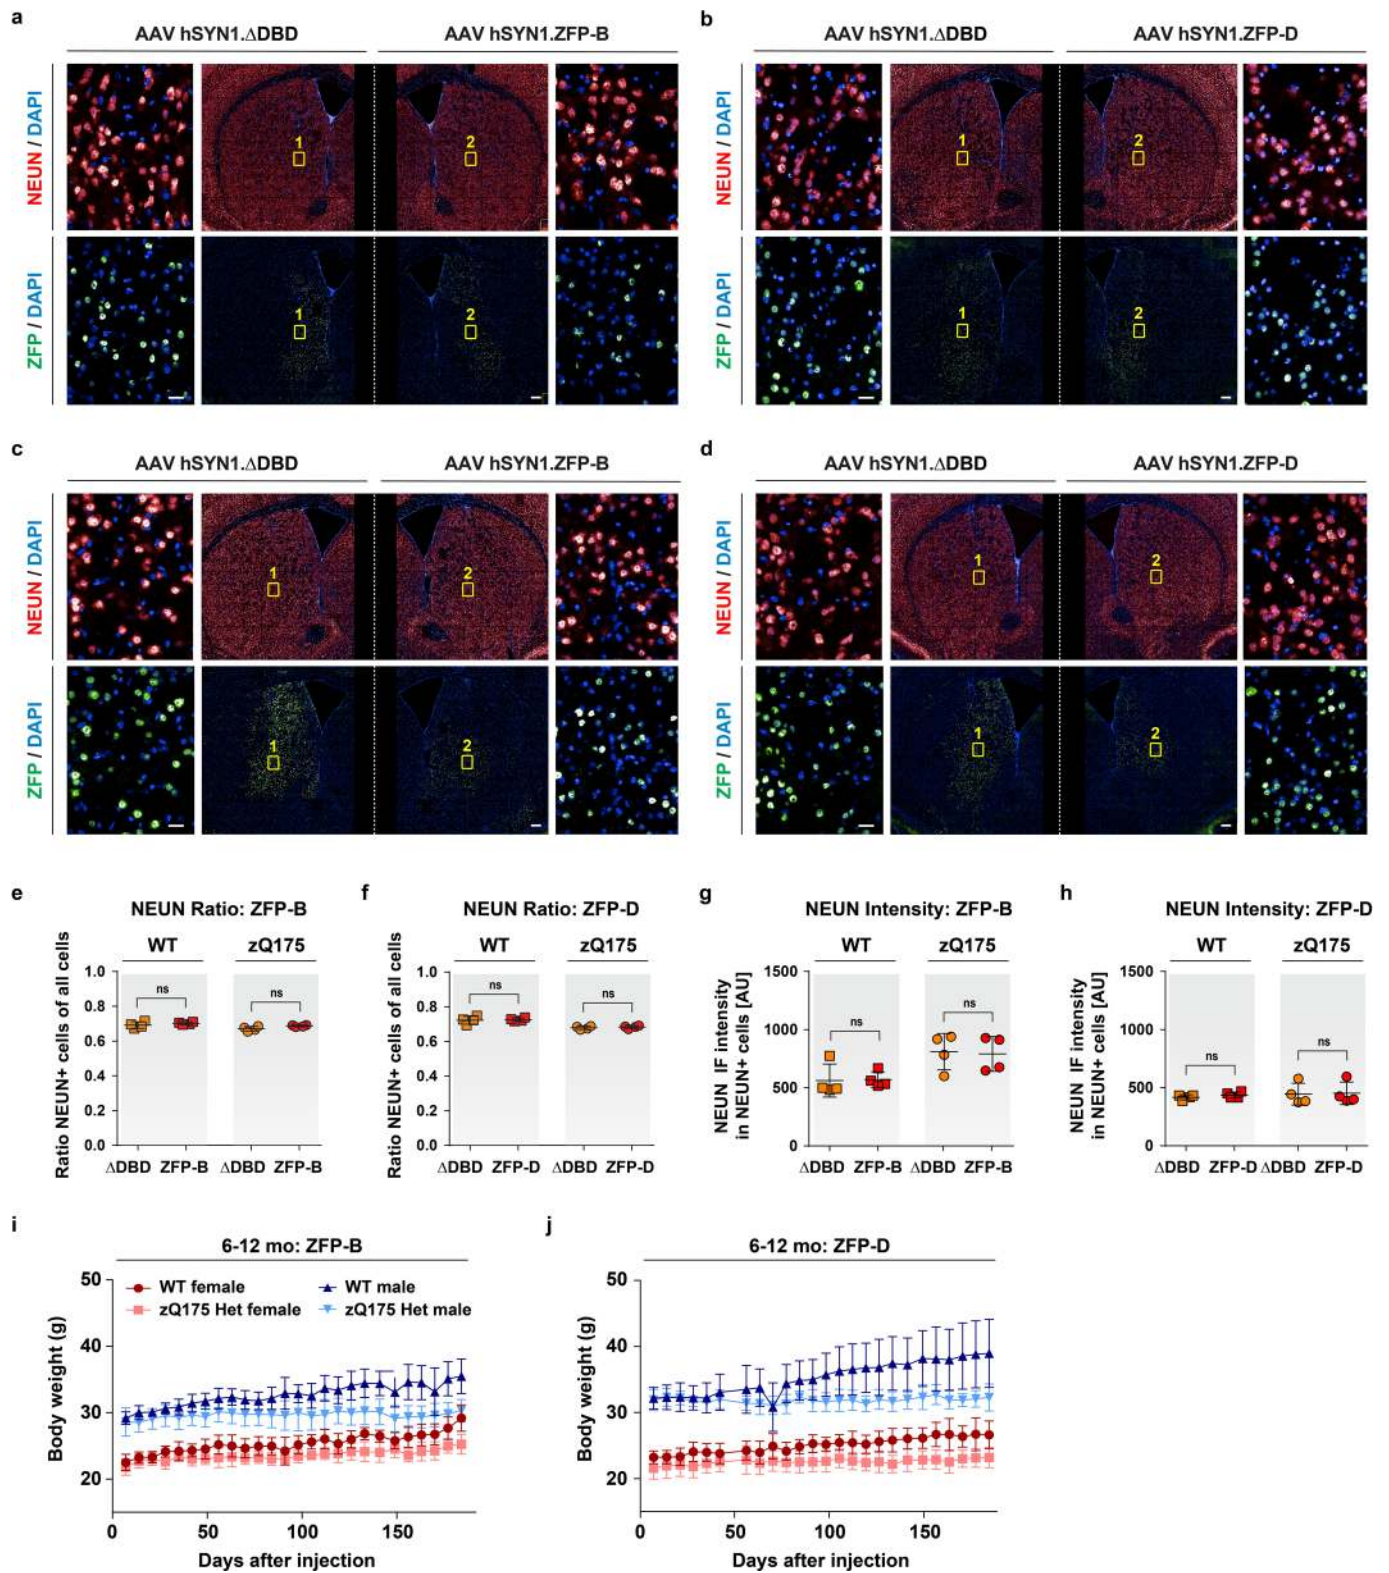 a
AAV hSYN1.ΔDBD
AAV hSYN1.ZFP-B
NEUN / DAPI
1
2
ZFP / DAPI
1
2
b
AAV hSYN1.ΔDBD
AAV hSYN1.ZFP-D
NEUN / DAPI
1
2
ZFP / DAPI
1
2
c
AAV hSYN1.ΔDBD
AAV hSYN1.ZFP-B
NEUN / DAPI
1
2
ZFP / DAPI
1
2
d
AAV hSYN1.ΔDBD
AAV hSYN1.ZFP-D
NEUN / DAPI
1
2
ZFP / DAPI
1
2
e
NEUN Ratio: ZFP-B
WT
zQ175
Ratio NEUN+ cells of all cells
1.0
0.8
0.6
0.4
0.2
0.0
ns
ns
ΔDBD ZFP-B
ΔDBD ZFP-B
f
NEUN Ratio: ZFP-D
WT
zQ175
Ratio NEUN+ cells of all cells
1.0
0.8
0.6
0.4
0.2
0.0
ns
ns
ΔDBD ZFP-D
ΔDBD ZFP-D
g
NEUN Intensity: ZFP-B
WT
zQ175
NEUN IF intensity
in NEUN+ cells [AU]
1500
1000
500
0
ns
ns
ΔDBD ZFP-B
ΔDBD ZFP-B
h
NEUN Intensity: ZFP-D
WT
zQ175
NEUN IF intensity
in NEUN+ cells [AU]
1500
1000
500
0
ns
ns
ΔDBD ZFP-D
ΔDBD ZFP-D
i
6-12 mo: ZFP-B
Body weight (g)
50
40
30
20
WT female
WT male
zQ175 Het female
zQ175 Het male
0
50
100
150
Days after injection
j
6-12 mo: ZFP-D
Body weight (g)
50
40
30
20
0
50
100
150
Days after injection